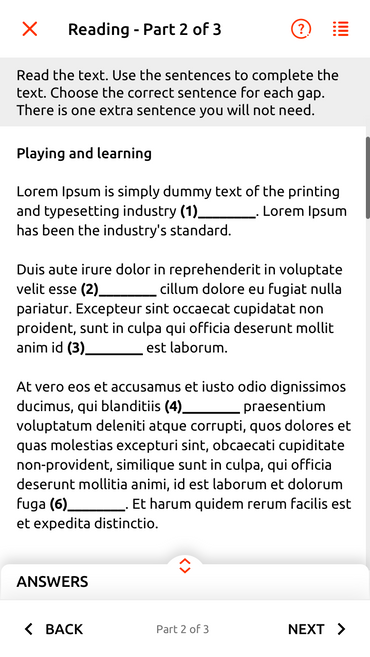 Reading - Part 2 of 3
Read the text. Use the sentences to complete the
text. Choose the correct sentence for each gap.
There is one extra sentence you will not need.
Playing and learning
Lorem Ipsum is simply dummy text of the printing
and typesetting industry (1)________. Lorem Ipsum
has been the industry's standard.
Duis aute irure dolor in reprehenderit in voluptate
velit esse (2)________ cillum dolore eu fugiat nulla
pariatur. Excepteur sint occaecat cupidatat non
proident, sunt in culpa qui officia deserunt mollit
anim id (3)________ est laborum.
At vero eos et accusamus et iusto odio dignissimos
ducimus, qui blanditiis (4)________ praesentium
voluptatum deleniti atque corrupti, quos dolores et
quas molestias excepturi sint, obcaecati cupiditate
non-provident, similique sunt in culpa, qui officia
deserunt mollitia animi, id est laborum et dolorum
fuga (6)________. Et harum quidem rerum facilis est
et expedita distinctio.
ANSWERS
BACK Part 2 of 3 NEXT